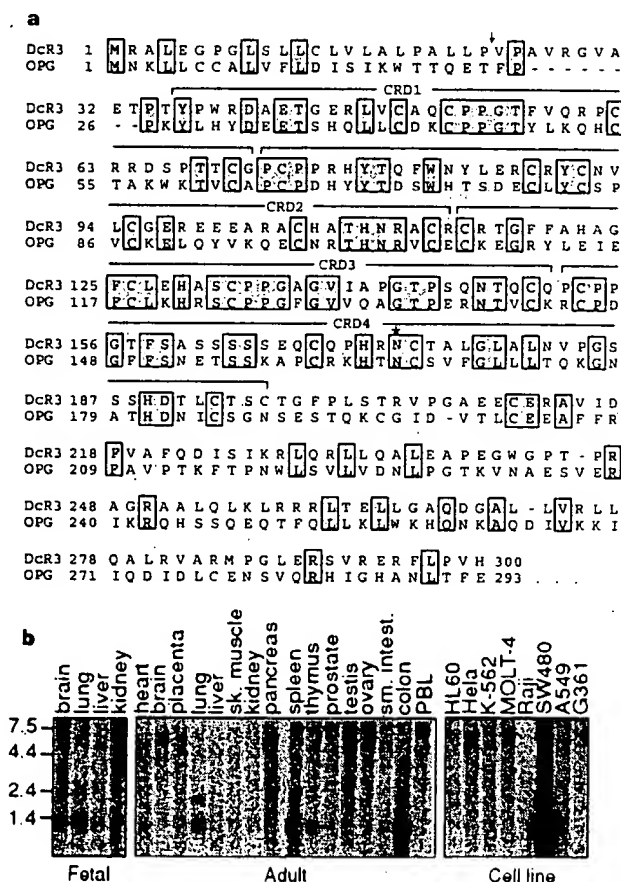 a
DcR3 1 M R A L E G P G L S L L C L V L A L P A L L P V P A V R G V A
OPG 1 M N K L L C C A L V F L D I S I K W T T Q E T F P - - - - - -
CRD1
DcR3 32 E T P T Y P W R D A E T G E R L V C A Q C P P G T F V Q R P C
OPG 26 - - P K Y L H Y D E E T S H Q L L C D K C P P G T Y L K Q H C
DcR3 63 R R D S P T T C G P C P P R H Y T Q F W N Y L E R C R Y C N V
OPG 55 T A K W K T V C A P C P D H Y Y T D S W H T S D E C L Y C S P
CRD2
DcR3 94 L C G E R E E E A R A C H A T H N R A C R C R T G F F A H A G
OPG 86 V C K E L Q Y V K Q E C N R T H N R V C E C K E G R Y L E I E
CRD3
DcR3 125 F C L E H A S C P P G A G V I A P G T P S Q N T Q C Q P C P P
OPG 117 F C L K H R S C P P G F G V V Q A G T P E R N T V C K R C P D
CRD4
DcR3 156 G T F S A S S S S S E Q C Q P H R N C T A L G L A L N V P G S
OPG 148 G F F S N E T S S K A P C R K H T N C S V F G L L L T Q K G N
DcR3 187 S S H D T L C T S C T G F P L S T R V P G A E E C E R A V I D
OPG 179 A T H D N I C S G N S E S T Q K C G I D - V T L C E E A F F R
DcR3 218 F V A F Q D I S I K R L Q R L L Q A L E A P E G W G P T - P R
OPG 209 F A V P T K F T P N W L S V L V D N L P G T K V N A E S V E R
DcR3 248 A G R A A L Q L K L R R R L T E L L G A Q D G A L - L V R L L
OPG 240 I K R Q H S S Q E Q T F Q L L K L W K H Q N K A Q D I V K K I
DcR3 278 Q A L R V A R M P G L E R S V R E R F L P V H 300
OPG 271 I Q D I D L C E N S V Q R H I G H A N L T F E 293 . . .
b
brain lung liver kidney heart brain placenta lung liver sk. muscle kidney pancreas spleen thymus prostate testis ovary sm. intest. colon PBL HL60 Hela K-562 MOLT-4 Raji SW480 A549 G361
7.5
4.4
2.4
1.4
Fetal Adult Cell line